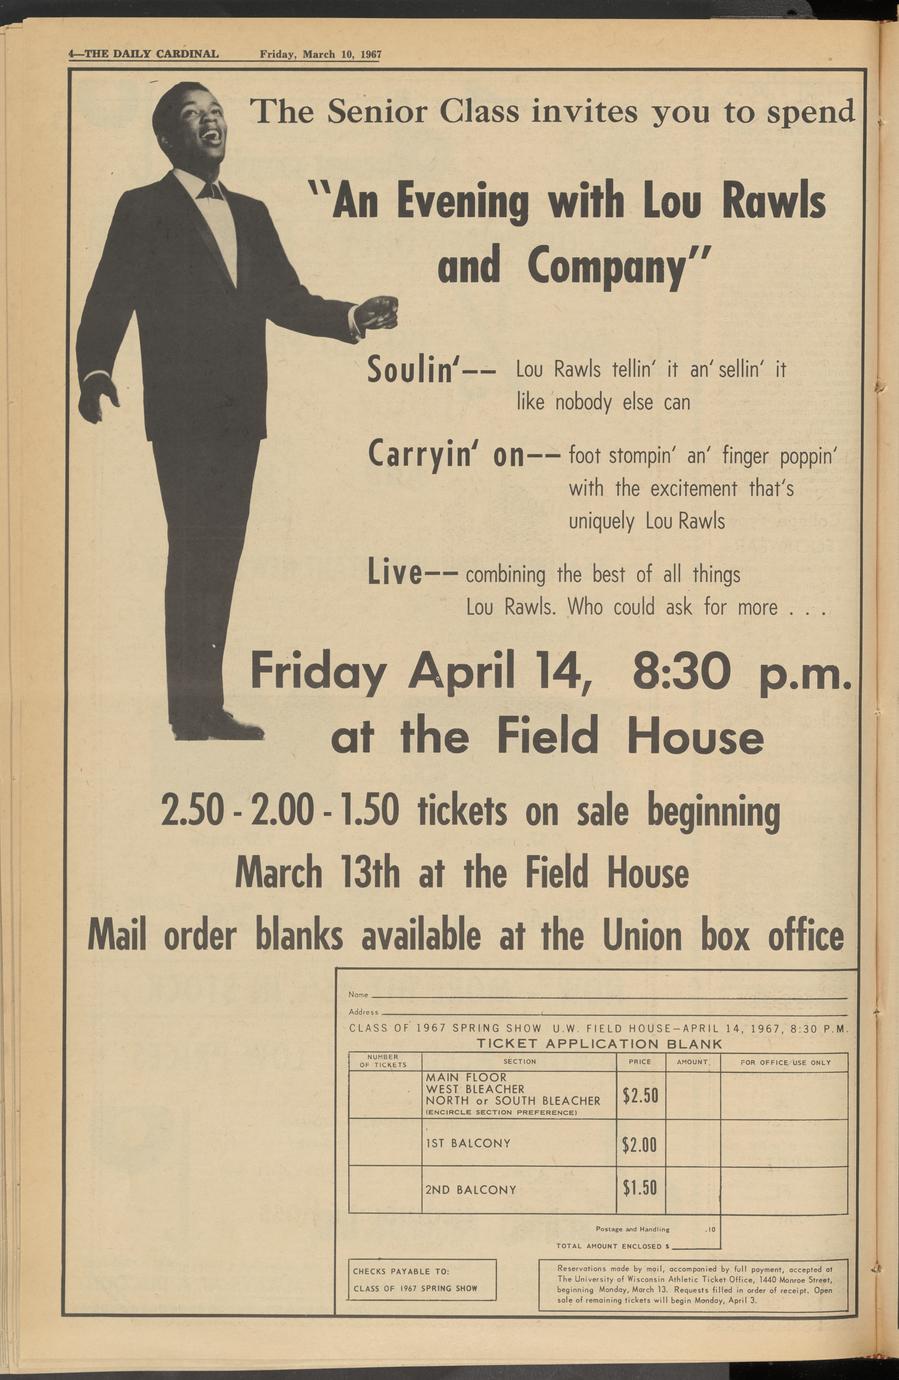 4—THE DAILY CARDINAL Friday, March 10, 1967
The Senior Class invites you to spend
"An Evening with Lou Rawls
and Company"
Soulin'-- Lou Rawls tellin' it an' sellin' it
like nobody else can
Carryin' on-- foot stompin' an' finger poppin'
with the excitement that's
uniquely Lou Rawls
Live-- combining the best of all things
Lou Rawls. Who could ask for more . . .
Friday April 14, 8:30 p.m.
at the Field House
2.50 - 2.00 - 1.50 tickets on sale beginning
March 13th at the Field House
Mail order blanks available at the Union box office
Name
Address
CLASS OF 1967 SPRING SHOW U.W. FIELD HOUSE—APRIL 14, 1967, 8:30 P.M.
TICKET APPLICATION BLANK
NUMBER OF TICKETS SECTION PRICE AMOUNT. FOR OFFICE USE ONLY
MAIN FLOOR
WEST BLEACHER
NORTH or SOUTH BLEACHER $2.50
(ENCIRCLE SECTION PREFERENCE)
1ST BALCONY $2.00
2ND BALCONY $1.50
Postage and Handling .10
TOTAL AMOUNT ENCLOSED $
CHECKS PAYABLE TO:
CLASS OF 1967 SPRING SHOW
Reservations made by mail, accompanied by full payment, accepted at
The University of Wisconsin Athletic Ticket Office, 1440 Monroe Street,
beginning Monday, March 13. Requests filled in order of receipt. Open
sale of remaining tickets will begin Monday, April 3.